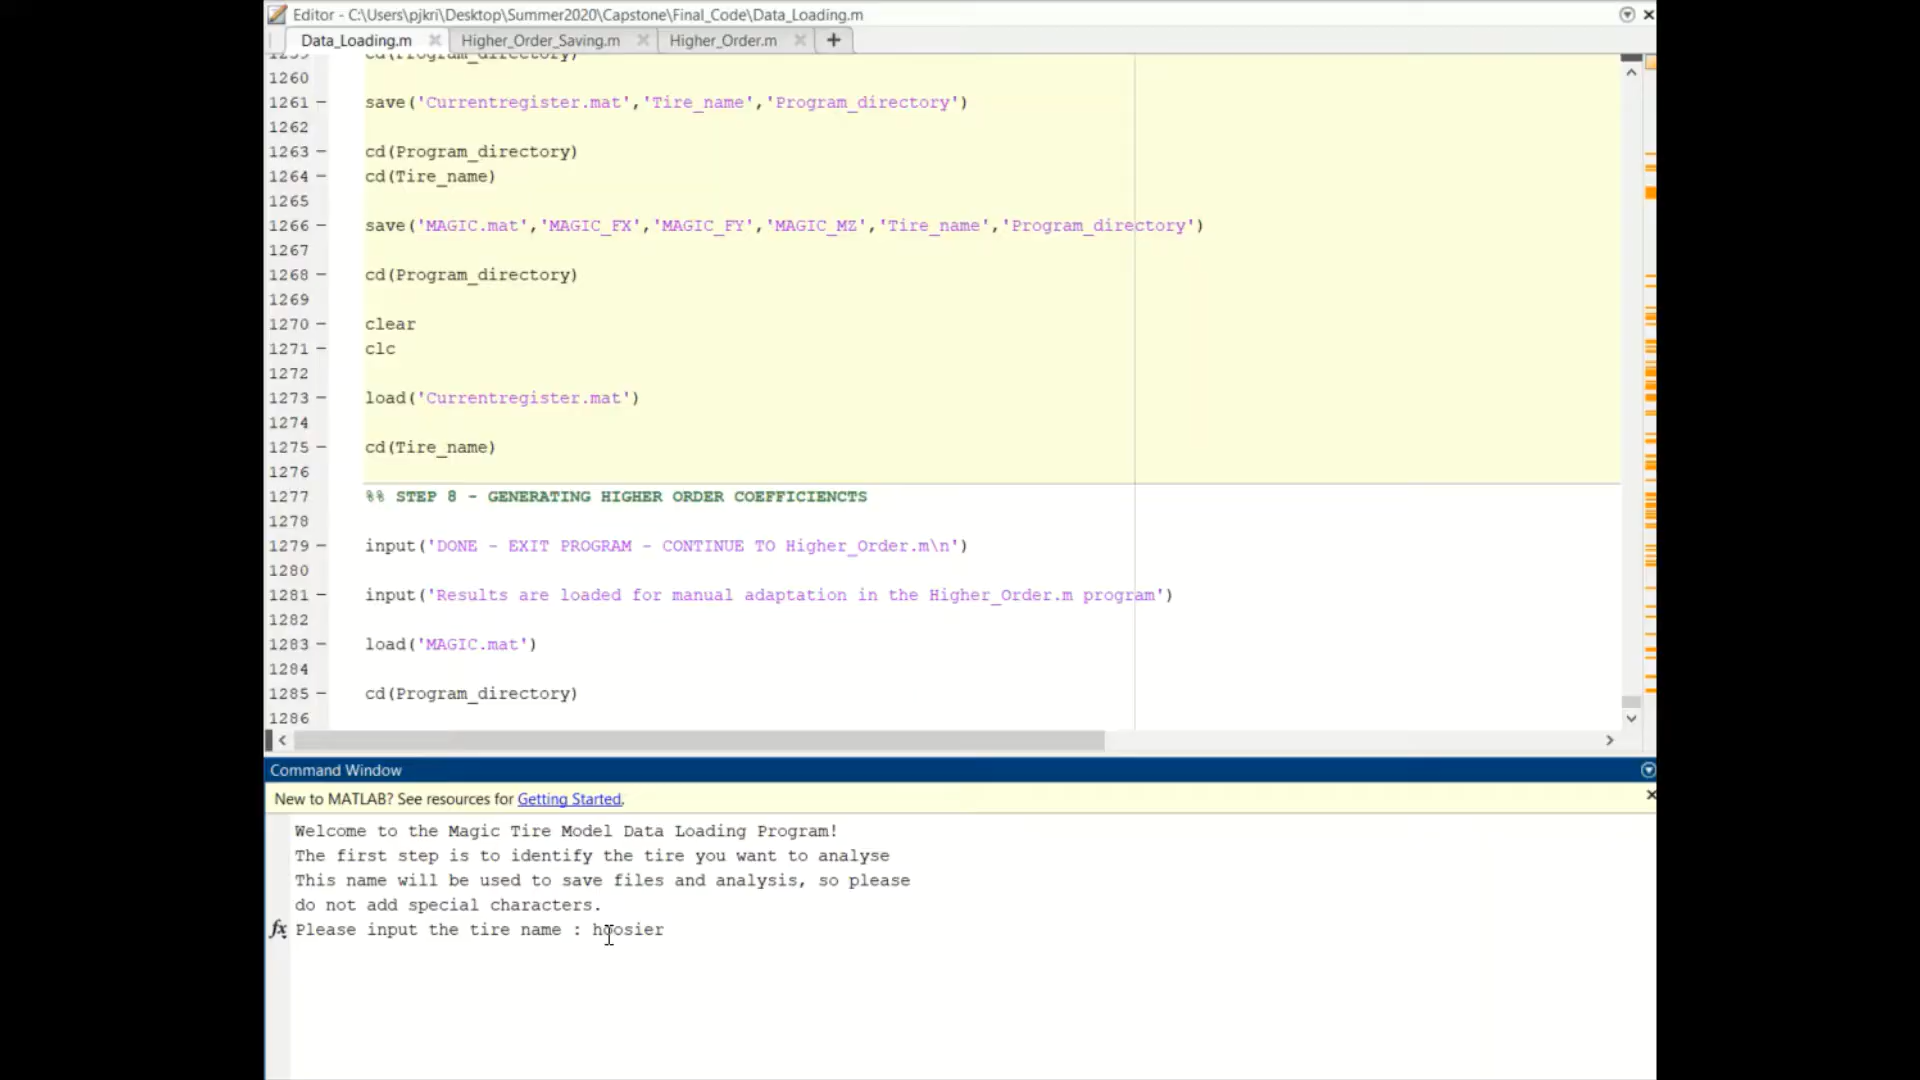 Editor - C:\Users\pjkri\Desktop\Summer2020\Capstone\Final_Code\Data_Loading.m
Data_Loading.m Higher_Order_Saving.m Higher_Order.m
1259 cd(Program_directory)
1260
1261 save('Currentregister.mat','Tire_name','Program_directory')
1262
1263 cd(Program_directory)
1264 cd(Tire_name)
1265
1266 save('MAGIC.mat','MAGIC_FX','MAGIC_FY','MAGIC_MZ','Tire_name','Program_directory')
1267
1268 cd(Program_directory)
1269
1270 clear
1271 clc
1272
1273 load('Currentregister.mat')
1274
1275 cd(Tire_name)
1276
1277 %% STEP 8 - GENERATING HIGHER ORDER COEFFICIENCTS
1278
1279 input('DONE - EXIT PROGRAM - CONTINUE TO Higher_Order.m\n')
1280
1281 input('Results are loaded for manual adaptation in the Higher_Order.m program')
1282
1283 load('MAGIC.mat')
1284
1285 cd(Program_directory)
1286
Command Window
New to MATLAB? See resources for Getting Started.
Welcome to the Magic Tire Model Data Loading Program!
The first step is to identify the tire you want to analyse
This name will be used to save files and analysis, so please
do not add special characters.
fx Please input the tire name : hoosier